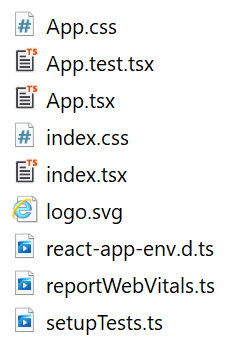 App.css
App.test.tsx
App.tsx
index.css
index.tsx
logo.svg
react-app-env.d.ts
reportWebVitals.ts
setupTests.ts